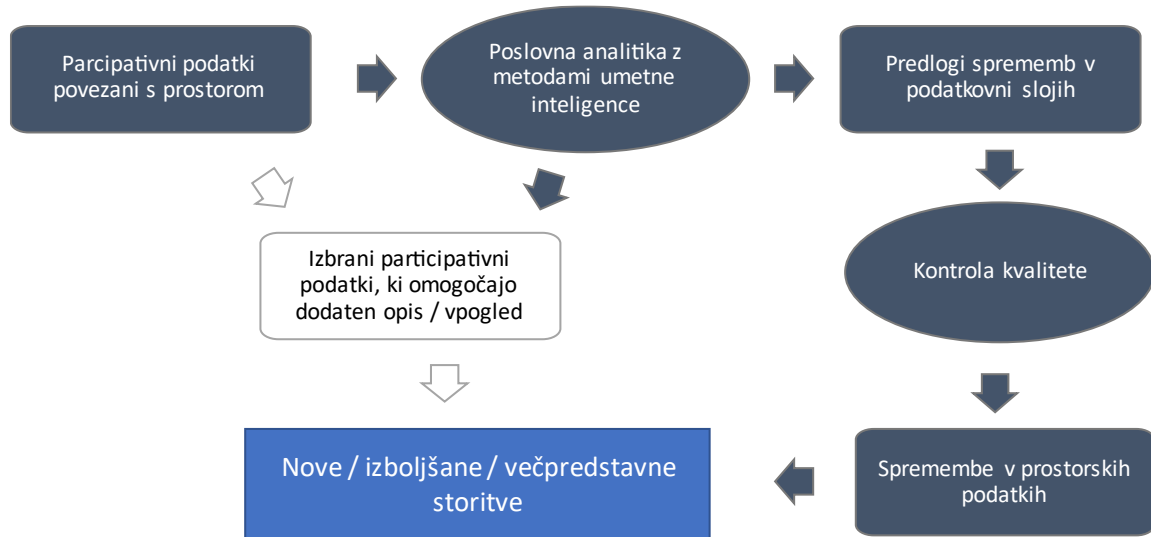 Parcipativni podatki
povezani s prostorom
Poslovna analitika z
metodami umetne
inteligence
Predlogi sprememb v
podatkovni slojih
Izbrani participativni
podatki, ki omogočajo
dodaten opis / vpogled
Kontrola kvalitete
Nove / izboljšane / večpredstavne
storitve
Spremembe v prostorskih
podatkih